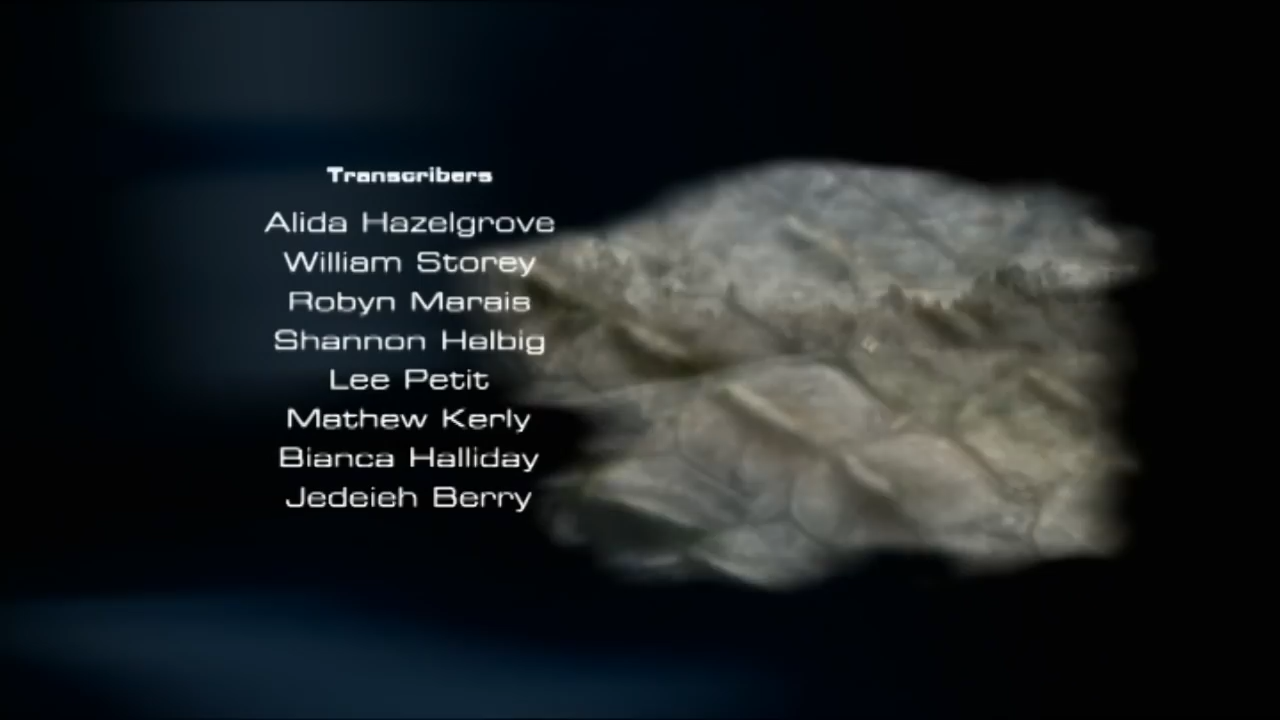 Transcribers
Alida Hazelgrove
William Storey
Robyn Marais
Shannon Helbig
Lee Petit
Mathew Kerly
Bianca Halliday
Jedeieh Berry